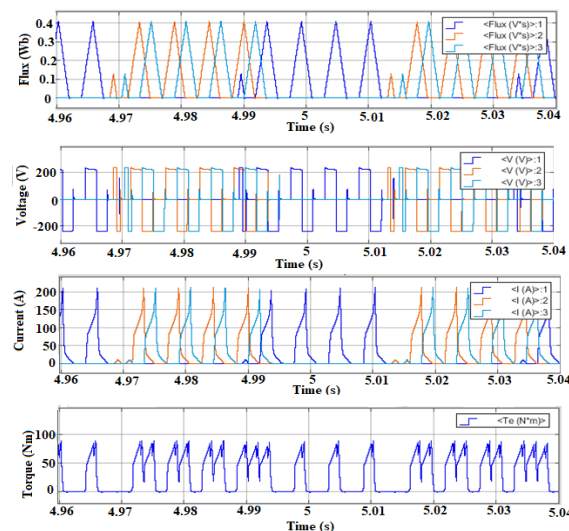 0.4
0.3
0.2
0.1
0
Flux (Wb)
<Flux (V*s)>:1
<Flux (V*s)>:2
<Flux (V*s)>:3
4.96 4.97 4.98 4.99 5 5.01 5.02 5.03 5.04
Time (s)
200
0
-200
Voltage (V)
<V (V)>:1
<V (V)>:2
<V (V)>:3
4.96 4.97 4.98 4.99 5 5.01 5.02 5.03 5.04
Time (s)
200
150
100
50
0
Current (A)
<I (A)>:1
<I (A)>:2
<I (A)>:3
4.96 4.97 4.98 4.99 5 5.01 5.02 5.03 5.04
Time (s)
100
50
0
Torque (Nm)
<Te (N*m)>
4.96 4.97 4.98 4.99 5 5.01 5.02 5.03 5.04
Time (s)